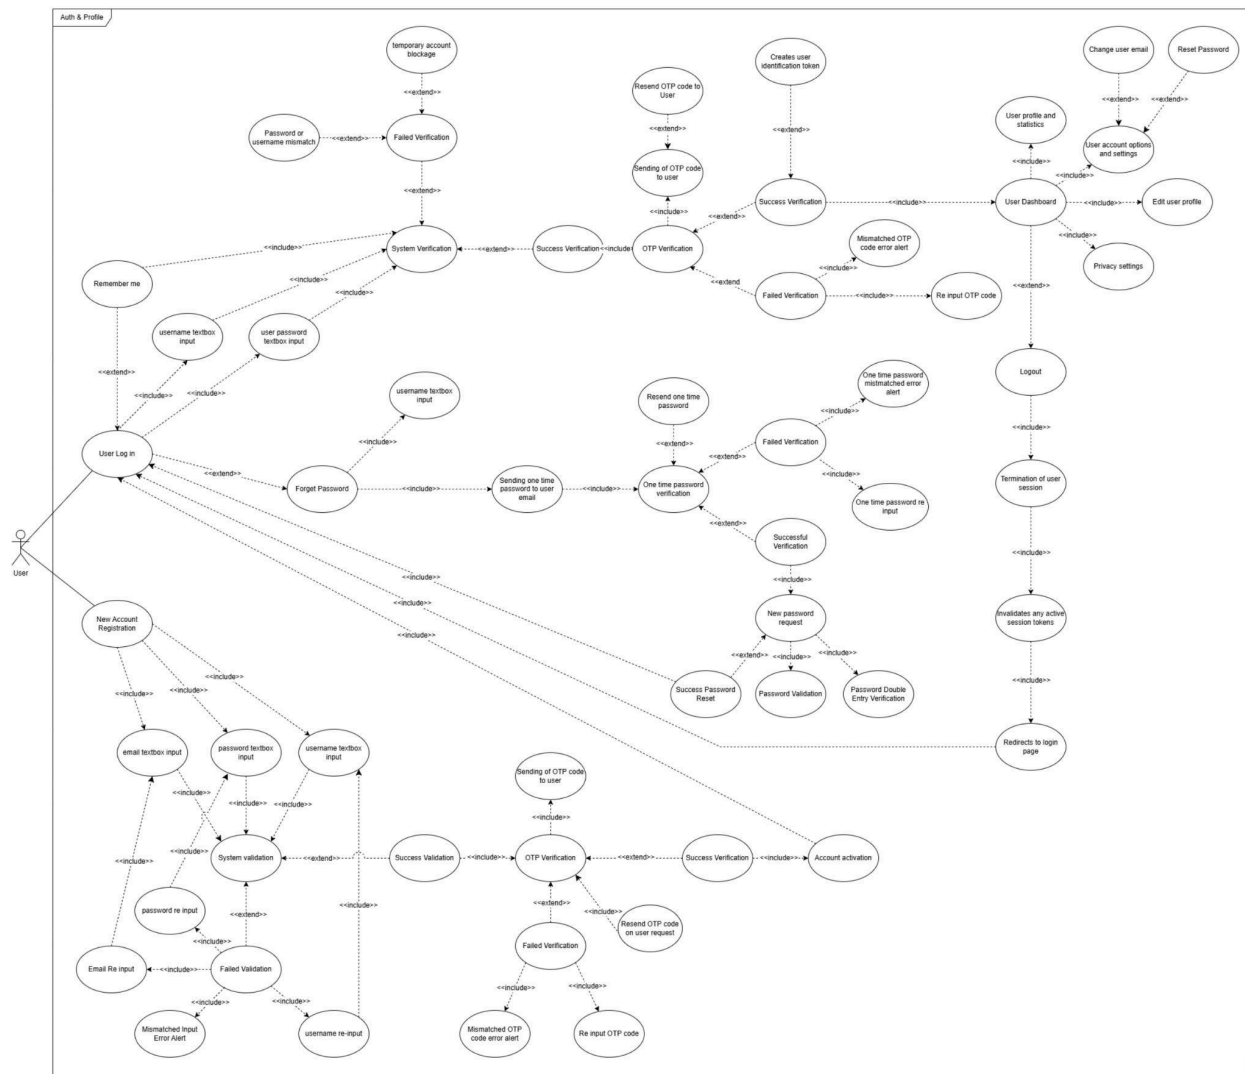 Auth & Profile
temporary account
blockage
<<extend>>
Password or
username mismatch
<<extend>>
Failed Verification
<<extend>>
Resend OTP code to
User
<<extend>>
Sending of OTP code
to user
<<include>>
Creates user
identification token
<<extend>>
Success Verification
<<extend>>
<<include>>
Change user email
<<extend>>
Reset Password
<<extend>>
User profile and
statistics
<<include>>
User account options
and settings
<<include>>
User Dashboard
<<include>>
Edit user profile
<<include>>
Privacy settings
<<extend>>
System Verification
<<extend>>
Success Verification
<<include>>
OTP Verification
<<extend
Failed Verification
<<include>>
Mismatched OTP
code error alert
<<include>>
Re input OTP code
<<include>>
Remember me
<<include>>
<<include>>
username textbox
input
user password
textbox input
<<extend>>
<<include>>
<<include>>
User Log in
<<extend>>
Forget Password
<<include>>
username textbox
input
<<include>>
Sending one time
password to user
email
<<include>>
Resend one time
password
<<extend>>
One time password
verification
<<extend>>
Failed Verification
<<include>>
One time password
mistmatched error
alert
<<include>>
One time password re
input
<<extend>>
Successful
Verification
<<include>>
New password
request
<<extend>>
<<include>>
<<include>>
Success Password
Reset
Password Validation
Password Double
Entry Verification
Logout
<<include>>
Termination of user
session
<<include>>
Invalidates any active
session tokens
<<include>>
Redirects to login
page
<<include>>
<<include>>
<<include>>
User
New Account
Registration
<<include>>
<<include>>
<<include>>
email textbox input
password textbox
input
username textbox
input
<<include>>
<<include>>
<<include>>
<<include>>
<<include>>
<<include>>
System validation
<<extend>>
Success Validation
<<include>>
Sending of OTP code
to user
<<include>>
OTP Verification
<<extend>>
Success Verification
<<include>>
Account activation
password re input
<<extend>>
<<include>>
Email Re input
<<include>>
Failed Validation
<<include>>
<<include>>
Mismatched Input
Error Alert
username re-input
<<extend>>
<<include>>
Resend OTP code
on user request
Failed Verification
<<include>>
<<include>>
Mismatched OTP
code error alert
Re input OTP code